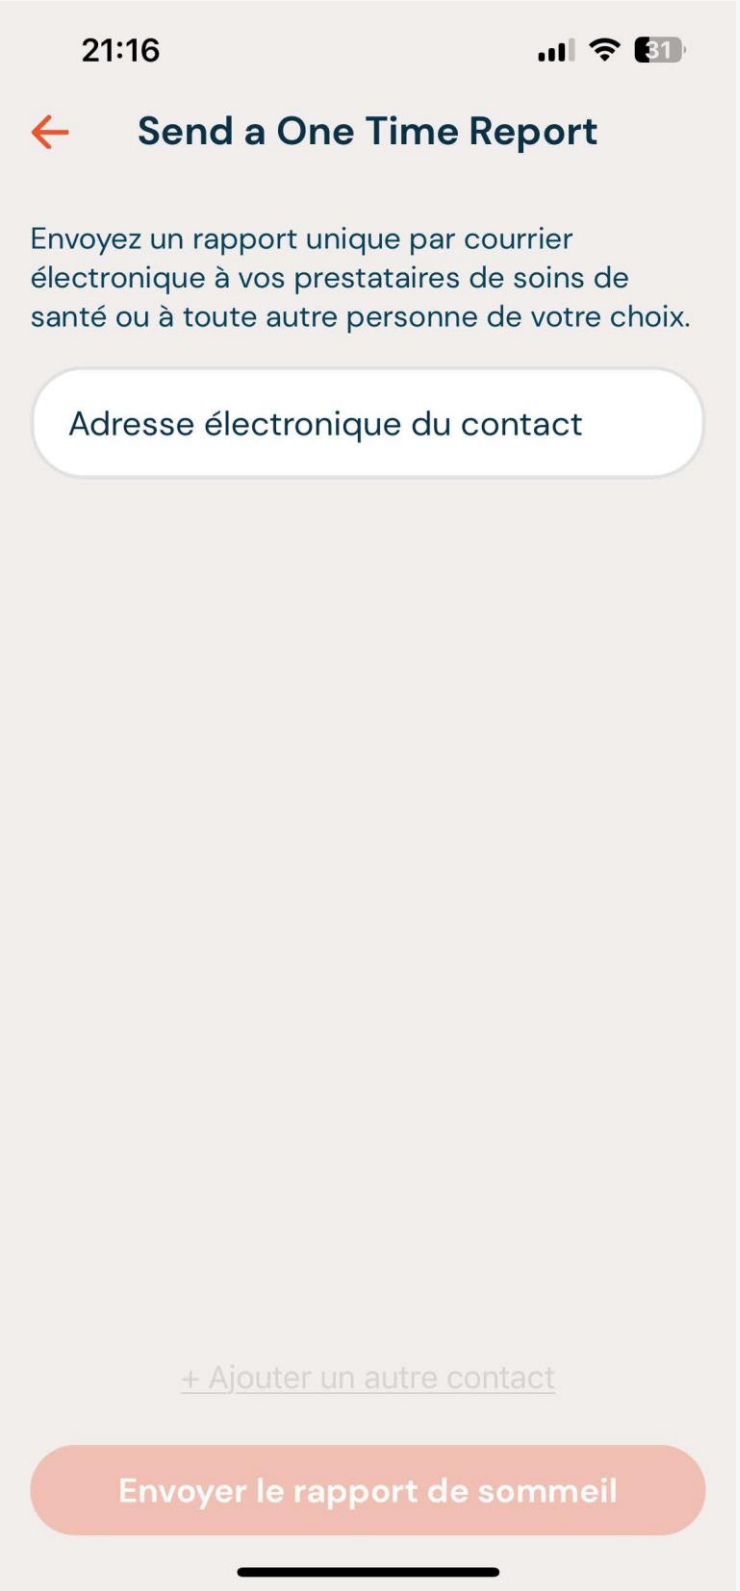 21:16
31
Send a One Time Report
Envoyez un rapport unique par courrier
électronique à vos prestataires de soins de
santé ou à toute autre personne de votre choix.
Adresse électronique du contact
+ Ajouter un autre contact
Envoyer le rapport de sommeil